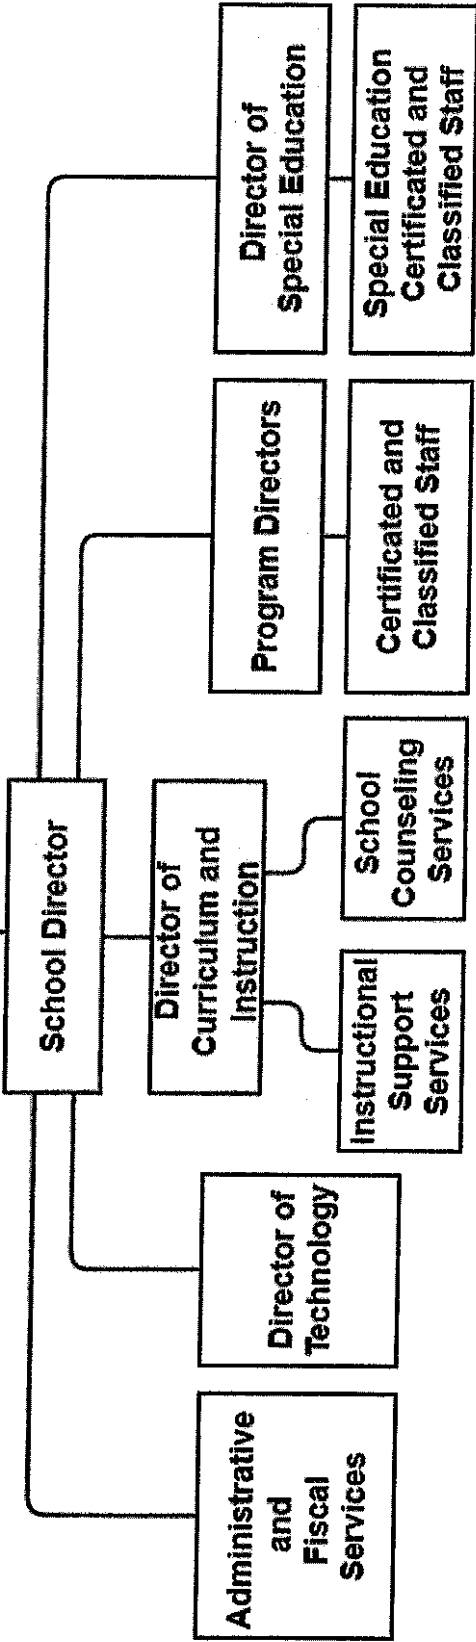 School Director
Administrative
and
Fiscal
Services
Director of
Technology
Director of
Curriculum and
Instruction
Program Directors
Director of
Special Education
Instructional
Support
Services
School
Counseling
Services
Certificated and
Classified Staff
Special Education
Certificated and
Classified Staff